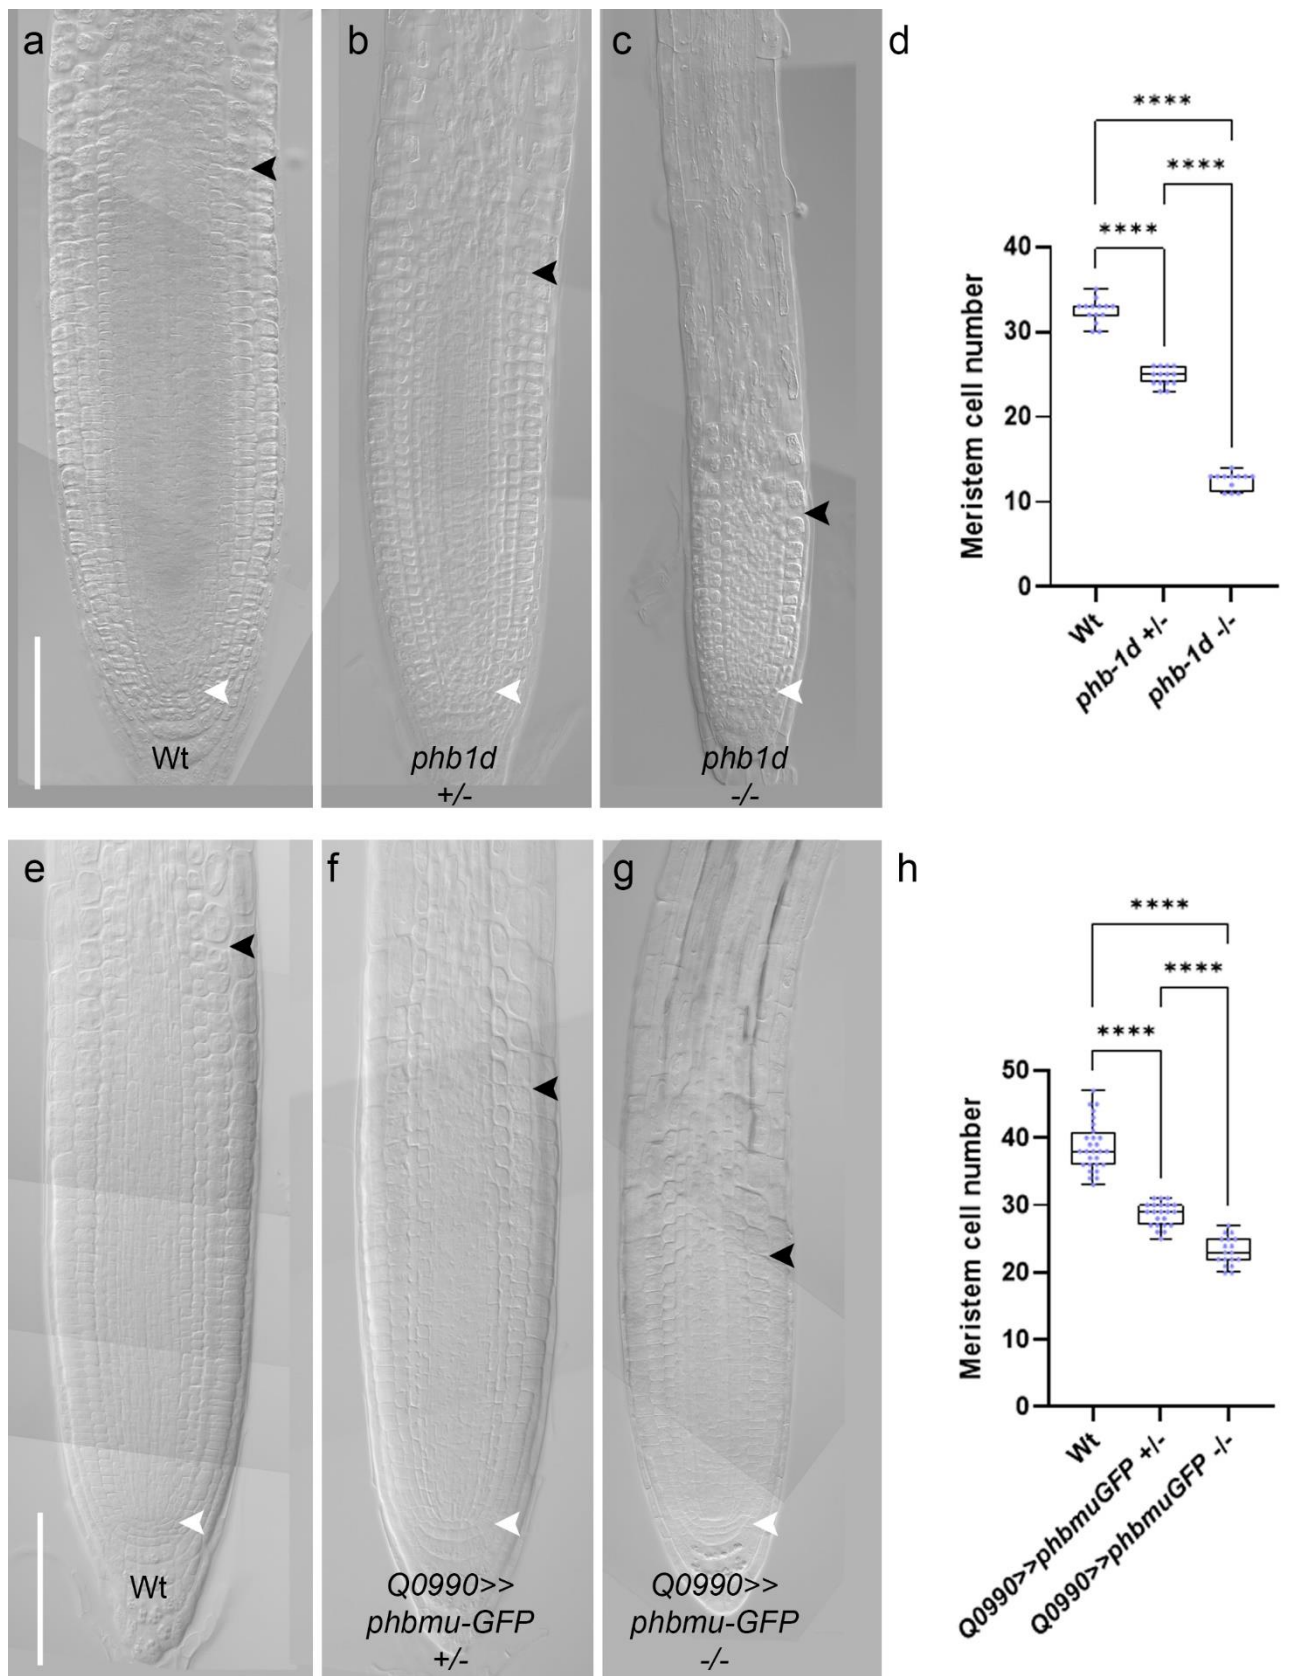 a
b
c
d
Wt
phb1d
+/-
phb1d
-/-
****
****
****
Meristem cell number
40
30
20
10
0
Wt
phb-1d +/-
phb-1d -/-
e
f
g
h
Wt
Q0990>>
phbmu-GFP
+/-
Q0990>>
phbmu-GFP
-/-
****
****
****
Meristem cell number
50
40
30
20
10
0
Wt
Q0990>>phbmuGFP +/-
Q0990>>phbmuGFP -/-